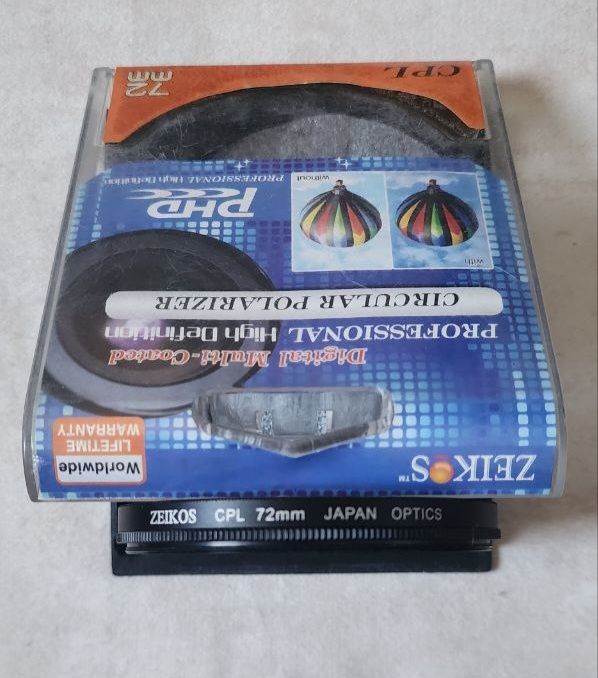 CPL
72
mm
PHD
PROFESSIONAL High Definition
without
with
CIRCULAR POLARIZER
PROFESSIONAL High Definition
Digital Multi-Coated
ZEIKOS™
Worldwide
LIFETIME
WARRANTY
ZEIKOS CPL 72mm JAPAN OPTICS